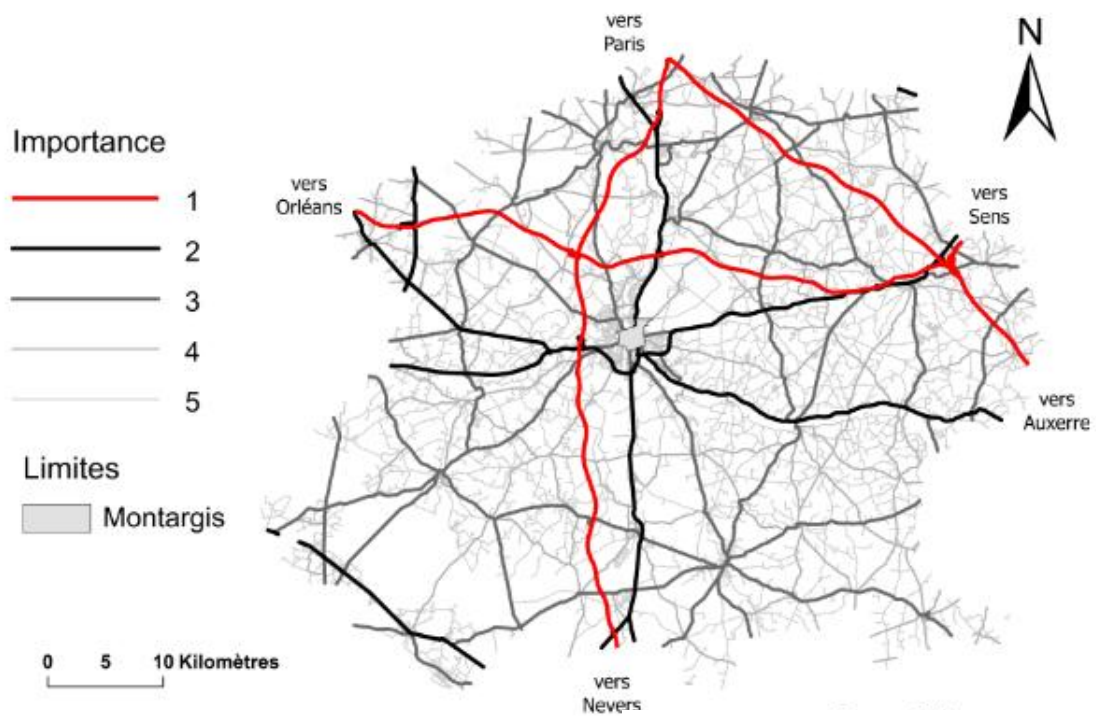 vers
Paris
N
Importance
1
vers
Orléans
vers
Sens
2
3
4
5
vers
Auxerre
Limites
Montargis
0 5 10 Kilomètres
vers
Nevers